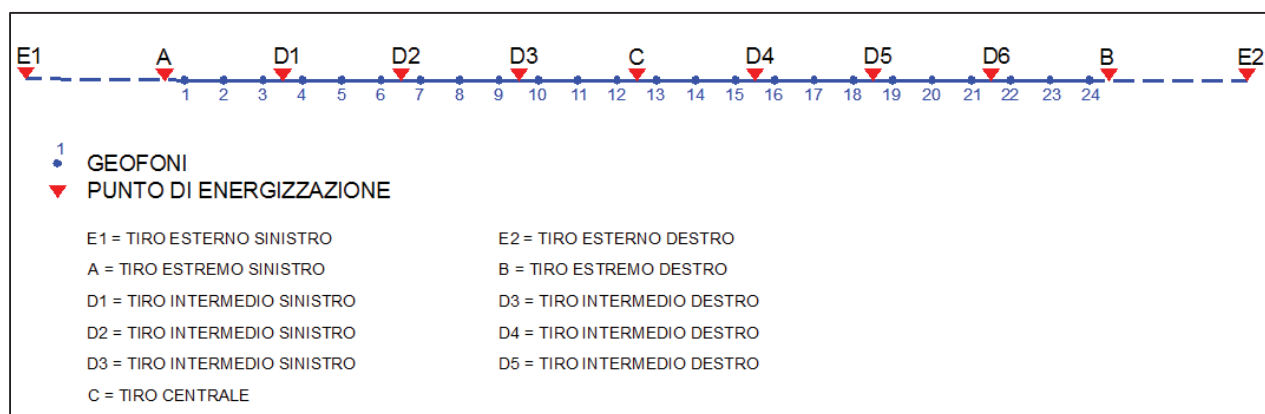 E1 A D1 D2 D3 C D4 D5 D6 B E2
1 2 3 4 5 6 7 8 9 10 11 12 13 14 15 16 17 18 19 20 21 22 23 24
1
GEOFONI
PUNTO DI ENERGIZZAZIONE
E1 = TIRO ESTERNO SINISTRO
A = TIRO ESTREMO SINISTRO
D1 = TIRO INTERMEDIO SINISTRO
D2 = TIRO INTERMEDIO SINISTRO
D3 = TIRO INTERMEDIO SINISTRO
C = TIRO CENTRALE
E2 = TIRO ESTERNO DESTRO
B = TIRO ESTREMO DESTRO
D3 = TIRO INTERMEDIO DESTRO
D4 = TIRO INTERMEDIO DESTRO
D5 = TIRO INTERMEDIO DESTRO